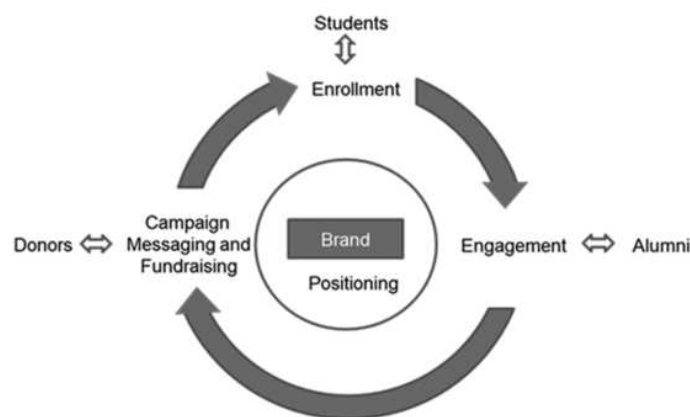 Students
Enrollment
Donors
Campaign
Messaging and
Fundraising
Brand
Positioning
Engagement
Alumni